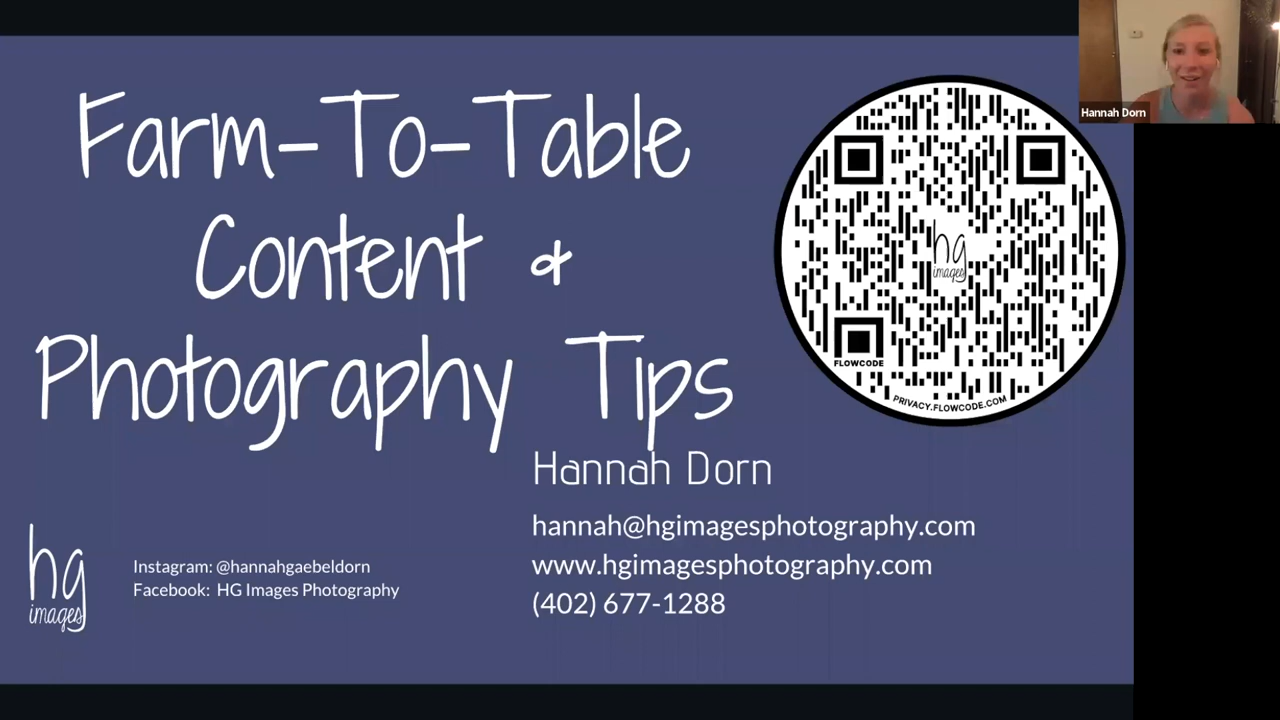 Farm-To-Table
Content &
Photography Tips
hg
images
FLOWCODE
PRIVACY.FLOWCODE.COM
Hannah Dorn
Hannah Dorn
hannah@hgimagesphotography.com
www.hgimagesphotography.com
(402) 677-1288
hg
images
Instagram: @hannahgaebeldorn
Facebook: HG Images Photography